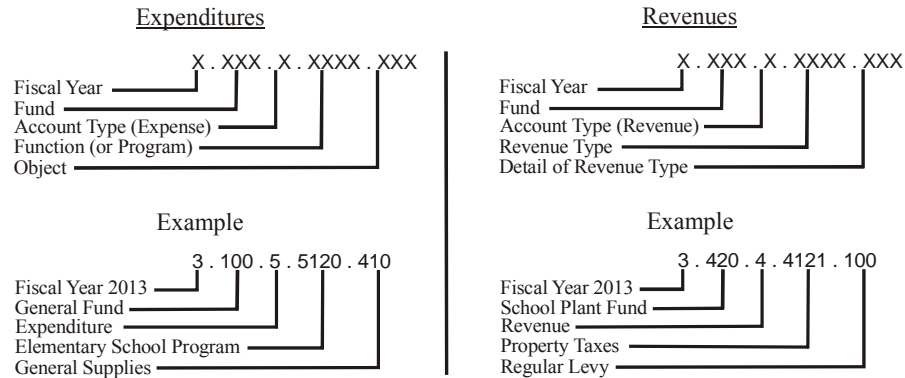 Expenditures
X . XXX . X . XXXX . XXX
Fiscal Year
Fund
Account Type (Expense)
Function (or Program)
Object
Example
3 . 100 . 5 . 5120 . 410
Fiscal Year 2013
General Fund
Expenditure
Elementary School Program
General Supplies
Revenues
X . XXX . X . XXXX . XXX
Fiscal Year
Fund
Account Type (Revenue)
Revenue Type
Detail of Revenue Type
Example
3 . 420 . 4 . 4121 . 100
Fiscal Year 2013
School Plant Fund
Revenue
Property Taxes
Regular Levy